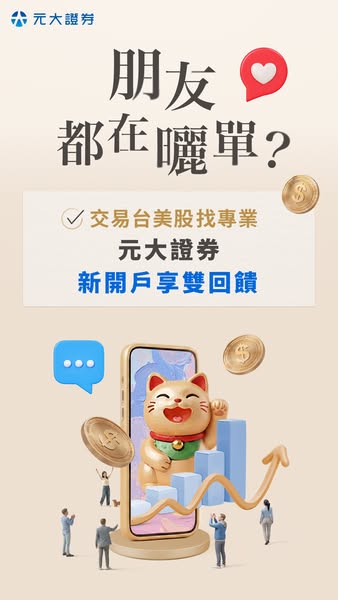 元大證券
朋友
都在曬單?
交易台美股找專業
元大證券
新開戶享雙回饋